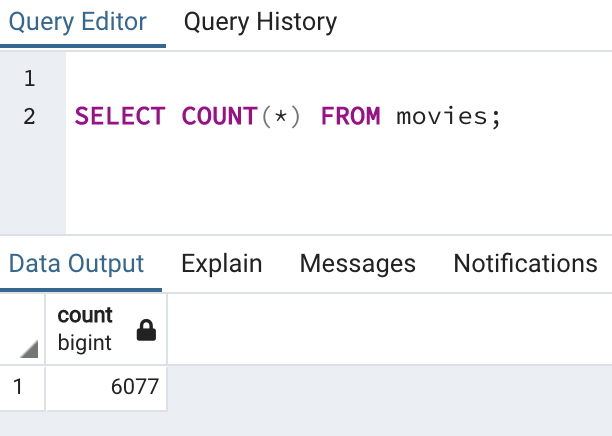 Query Editor Query History
1
2 SELECT COUNT(*) FROM movies;
Data Output Explain Messages Notifications
count
bigint
1 6077